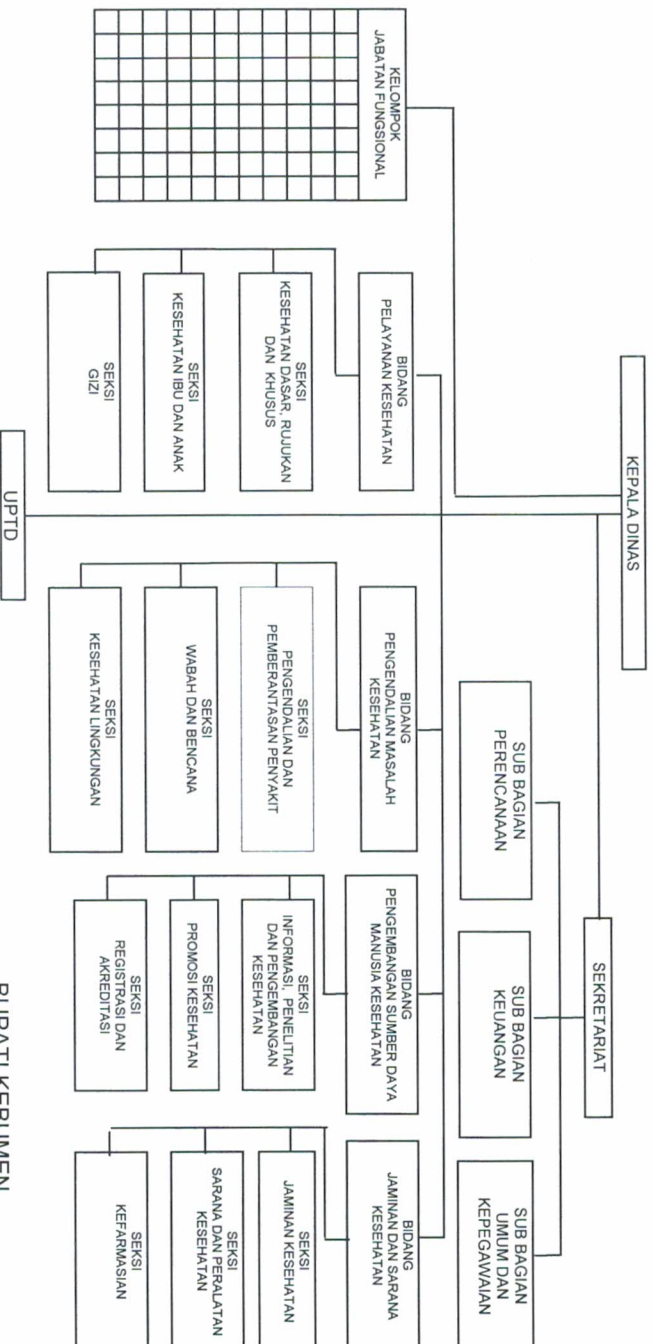 KEPALA DINAS
SEKRETARIAT
SUB BAGIAN
PERENCANAAN
SUB BAGIAN
KEUANGAN
SUB BAGIAN
UMUM DAN
KEPEGAWAIAN
KELOMPOK
JABATAN FUNGSIONAL
BIDANG
PELAYANAN KESEHATAN
SEKSI
KESEHATAN DASAR, RUJUKAN
DAN KHUSUS
SEKSI
KESEHATAN IBU DAN ANAK
SEKSI
GIZI
BIDANG
PENGENDALIAN MASALAH
KESEHATAN
SEKSI
PENGENDALIAN DAN
PEMBERANTASAN PENYAKIT
SEKSI
WABAH DAN BENCANA
SEKSI
KESEHATAN LINGKUNGAN
BIDANG
PENGEMBANGAN SUMBER DAYA
MANUSIA KESEHATAN
SEKSI
INFORMASI, PENELITIAN
DAN PENGEMBANGAN
KESEHATAN
SEKSI
PROMOSI KESEHATAN
SEKSI
REGISTRASI DAN
AKREDITASI
BIDANG
JAMINAN DAN SARANA
KESEHATAN
SEKSI
JAMINAN KESEHATAN
SEKSI
SARANA DAN PERALATAN
KESEHATAN
SEKSI
KEFARMASIAN
UPTD
BUPATI KEBUMEN